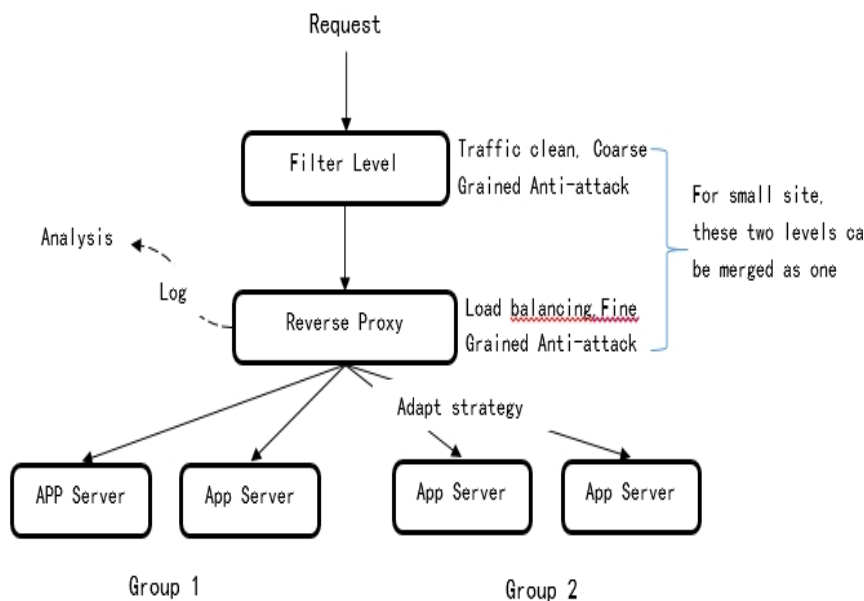 Request
Filter Level
Traffic clean, Coarse
Grained Anti-attack
For small site,
these two levels ca
be merged as one
Analysis
Log
Reverse Proxy
Load balancing,Fine
Grained Anti-attack
Adapt strategy
APP Server
App Server
App Server
App Server
Group 1
Group 2